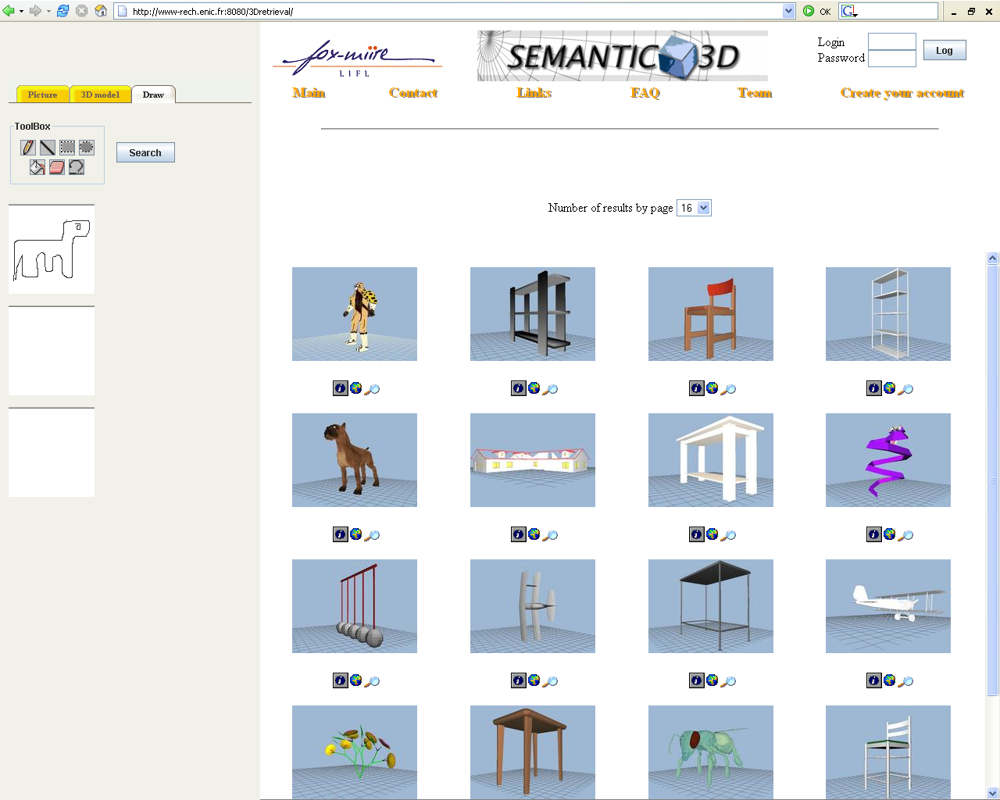 http://www-rech.enic.fr:8080/3Dretrieval/
OK
G
fox-miire
LIFL
SEMANTIC 3D
Login
Password
Log
Main
Contact
Links
FAQ
Team
Create your account
Picture
3D model
Draw
ToolBox
Search
Number of results by page 16